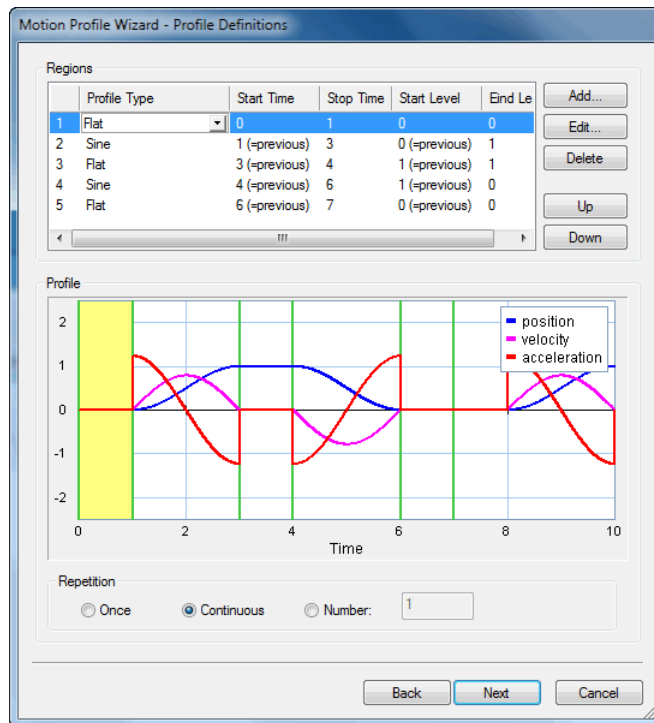 Motion Profile Wizard - Profile Definitions
Regions
Profile Type Start Time Stop Time Start Level Eind Le
1 Flat 0 1 0 0
2 Sine 1 (=previous) 3 0 (=previous) 1
3 Flat 3 (=previous) 4 1 (=previous) 1
4 Sine 4 (=previous) 6 1 (=previous) 0
5 Flat 6 (=previous) 7 0 (=previous) 0
Add...
Edit...
Delete
Up
Down
Profile
position
velocity
acceleration
2
1
0
-1
-2
0 2 4 6 8 10
Time
Repetition
Once Continuous Number: 1
Back Next Cancel